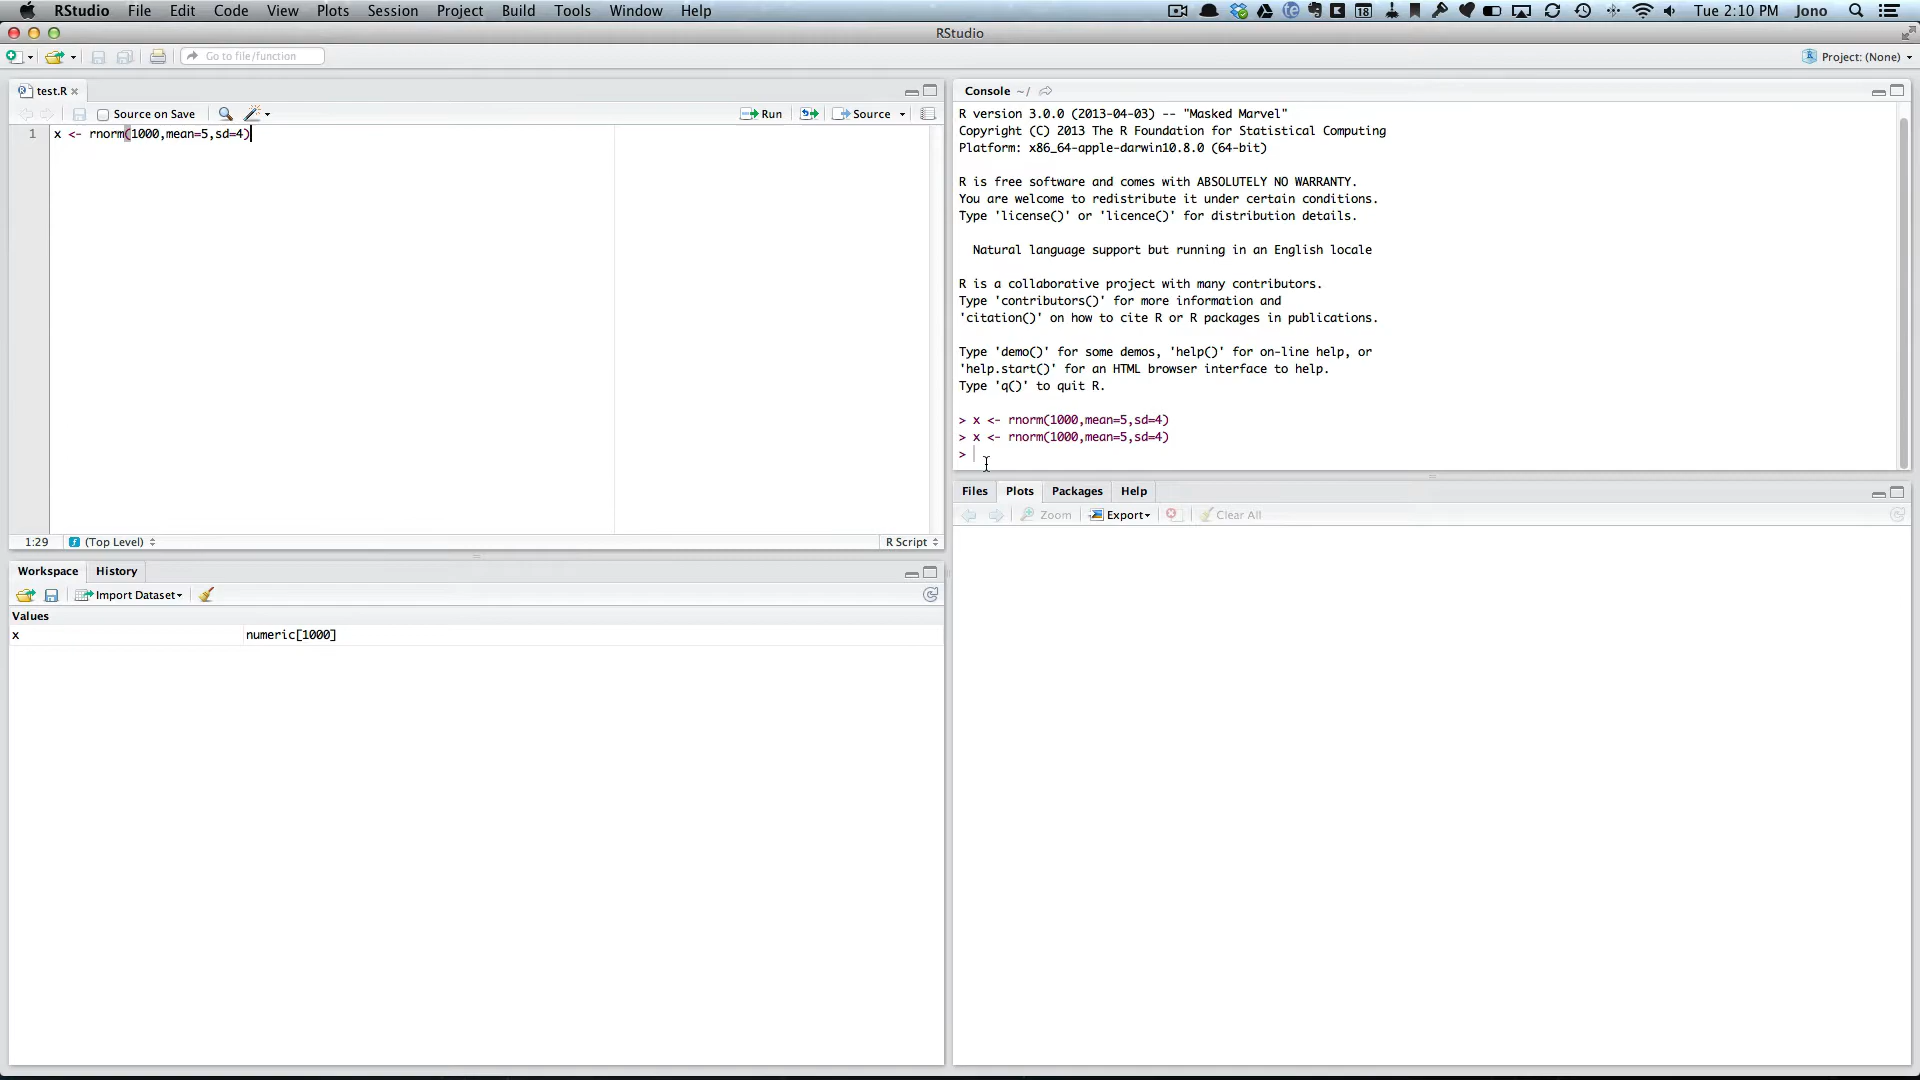 RStudio File Edit Code View Plots Session Project Build Tools Window Help
18 Tue 2:10 PM Jono
RStudio
Go to file/function
Project: (None)
test.R
Source on Save Run Source
1 x <- rnorm(1000,mean=5,sd=4)
1:29 (Top Level) R Script
Workspace History
Import Dataset
Values
x numeric[1000]
Console ~/
R version 3.0.0 (2013-04-03) -- "Masked Marvel"
Copyright (C) 2013 The R Foundation for Statistical Computing
Platform: x86_64-apple-darwin10.8.0 (64-bit)
R is free software and comes with ABSOLUTELY NO WARRANTY.
You are welcome to redistribute it under certain conditions.
Type 'license()' or 'licence()' for distribution details.
Natural language support but running in an English locale
R is a collaborative project with many contributors.
Type 'contributors()' for more information and
'citation()' on how to cite R or R packages in publications.
Type 'demo()' for some demos, 'help()' for on-line help, or
'help.start()' for an HTML browser interface to help.
Type 'q()' to quit R.
> x <- rnorm(1000,mean=5,sd=4)
> x <- rnorm(1000,mean=5,sd=4)
>
Files Plots Packages Help
Zoom Export Clear All